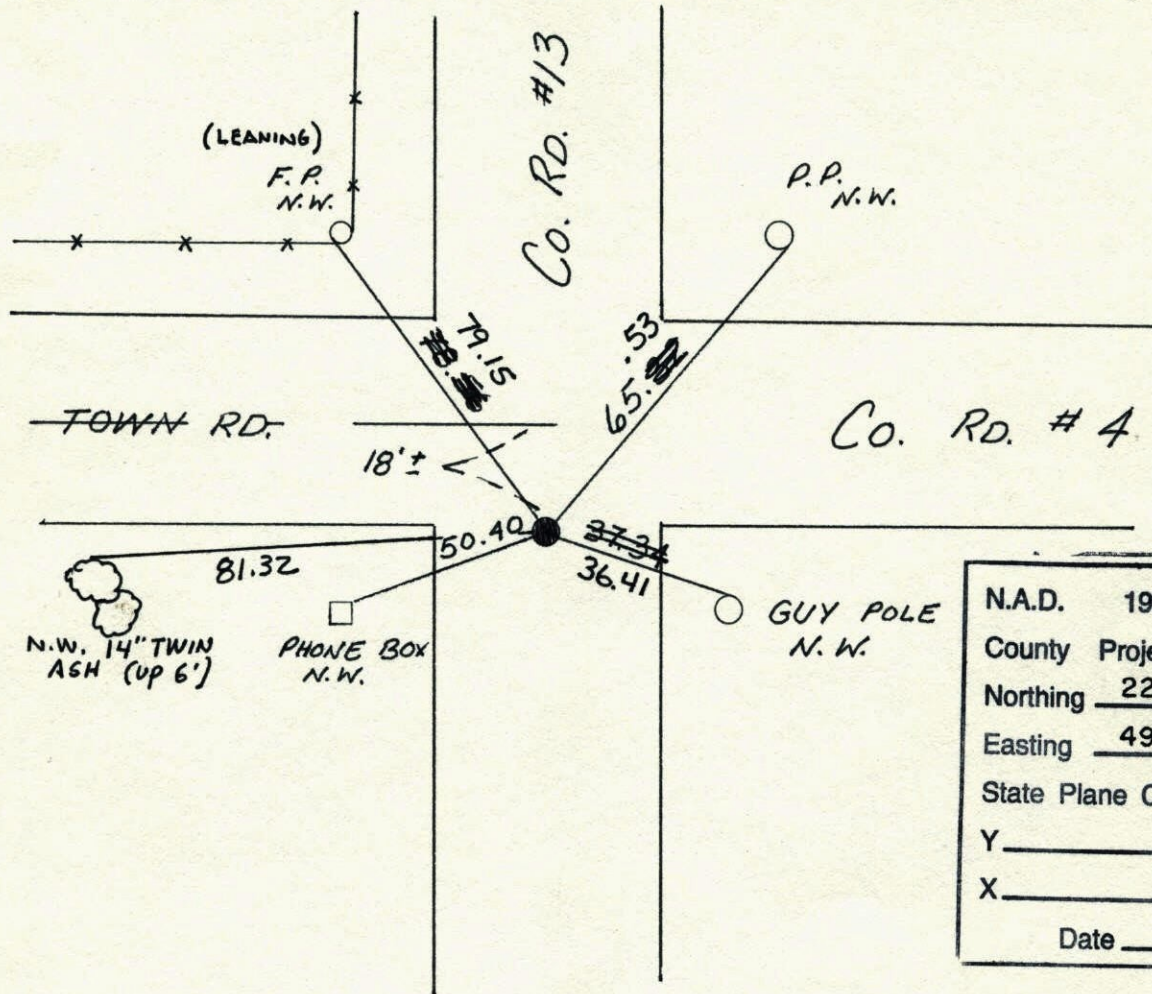 Co. RD. #13
(LEANING)
F.P.
N.W.
P.P.
N.W.
79.15
.53
65.
TOWN RD.
Co. RD. # 4
18'±
50.40
37.34
36.41
81.32
N.W. 14" TWIN
ASH (UP 6')
PHONE BOX
N.W.
GUY POLE
N.W.
N.A.D. 19
County Proje
Northing 22
Easting 49
State Plane C
Y
X
Date